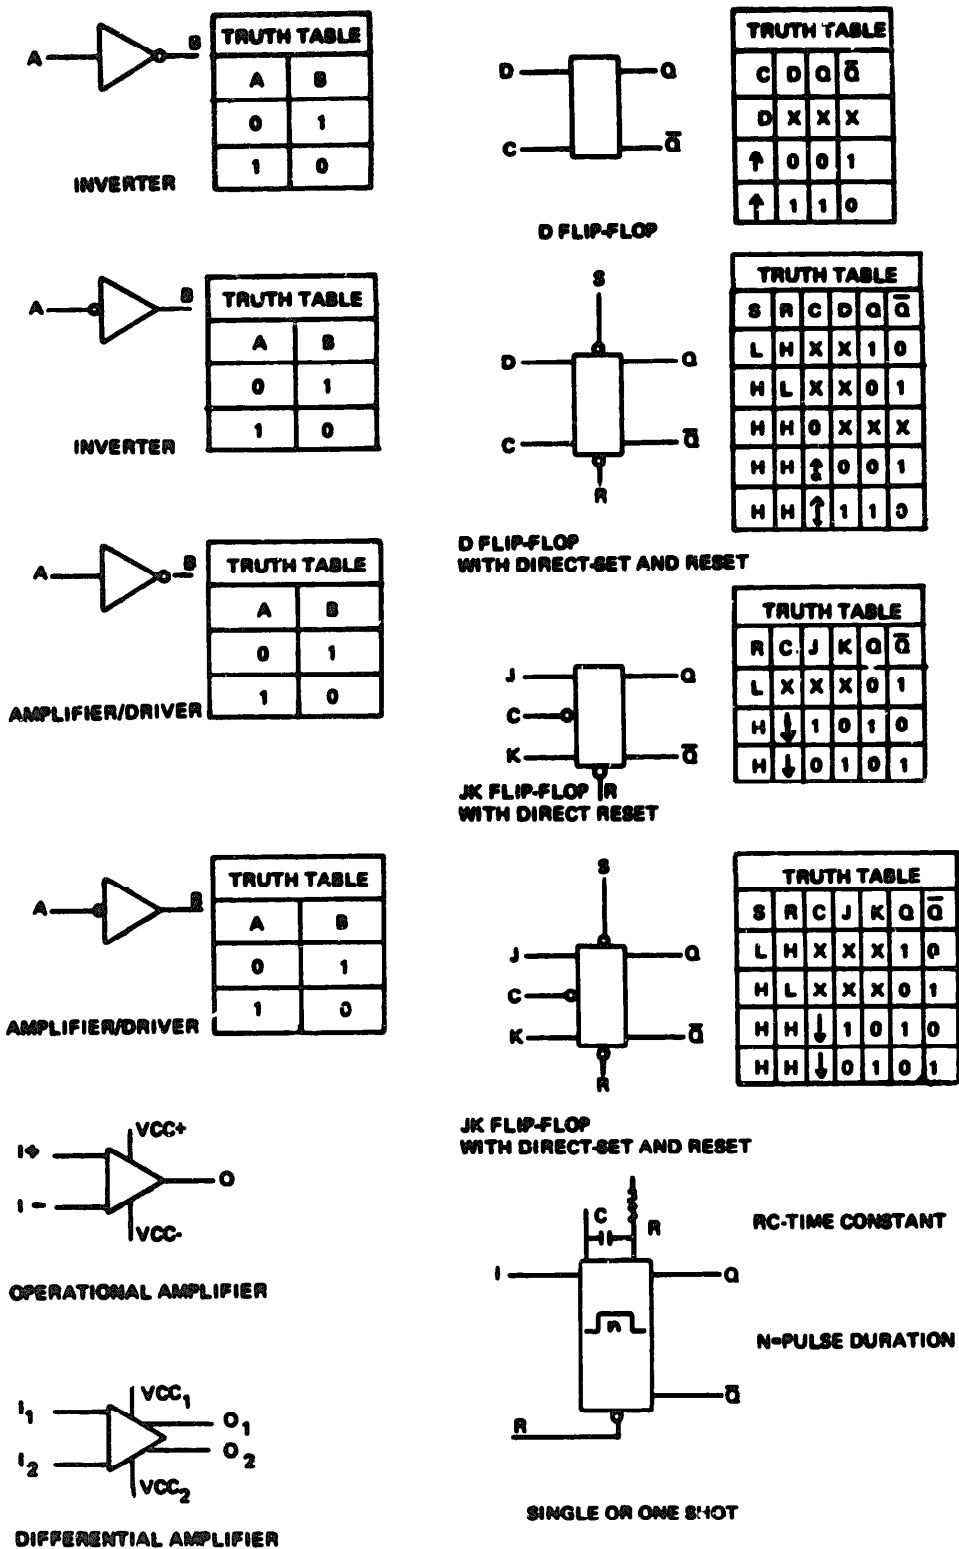 A
B
TRUTH TABLE
A B
0 1
1 0
INVERTER
A
B
TRUTH TABLE
A B
0 1
1 0
INVERTER
A
B
TRUTH TABLE
A B
0 1
1 0
AMPLIFIER/DRIVER
A
B
TRUTH TABLE
A B
0 1
1 0
AMPLIFIER/DRIVER
VCC+
I+
O
I -
VCC-
OPERATIONAL AMPLIFIER
VCC1
I1
O1
O2
I2
VCC2
DIFFERENTIAL AMPLIFIER
D Q
C Q̅
D FLIP-FLOP
TRUTH TABLE
C D Q Q̅
D X X X
↑ 0 0 1
↑ 1 1 0
S
D Q
C Q̅
R
D FLIP-FLOP
WITH DIRECT-SET AND RESET
TRUTH TABLE
S R C D Q Q̅
L H X X 1 0
H L X X 0 1
H H 0 X X X
H H ↑ 0 0 1
H H ↑ 1 1 0
J Q
C
K Q̅
JK FLIP-FLOP R
WITH DIRECT RESET
TRUTH TABLE
R C J K Q Q̅
L X X X 0 1
H ↓ 1 0 1 0
H ↓ 0 1 0 1
S
J Q
C
K Q̅
R
JK FLIP-FLOP
WITH DIRECT-SET AND RESET
TRUTH TABLE
S R C J K Q Q̅
L H X X X 1 0
H L X X X 0 1
H H ↓ 1 0 1 0
H H ↓ 0 1 0 1
C
R
RC-TIME CONSTANT
I Q
n
N=PULSE DURATION
Q̅
R
SINGLE OR ONE SHOT